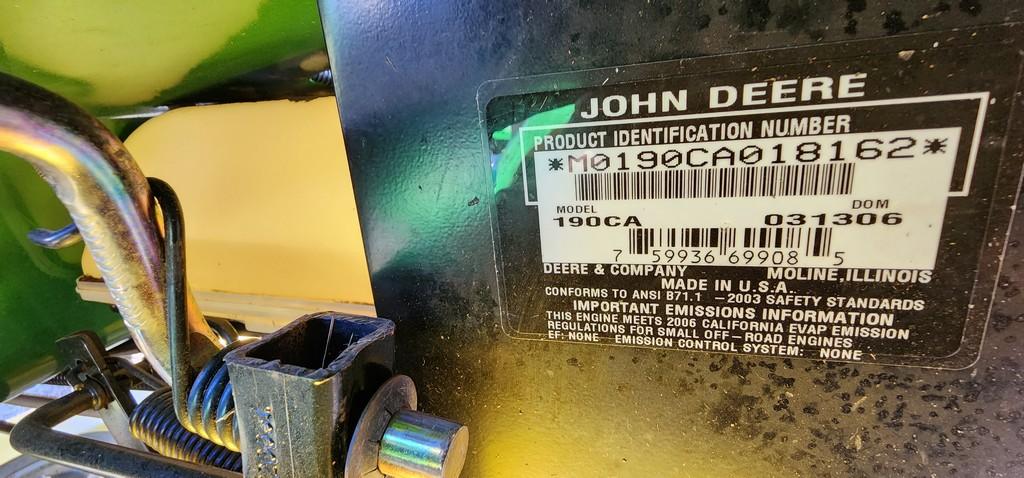 JOHN DEERE
PRODUCT IDENTIFICATION NUMBER
*M0190CA018162*
MODEL DOM
190CA 031306
7 59936 69908 5
DEERE & COMPANY MOLINE, ILLINOIS
MADE IN U.S.A.
CONFORMS TO ANSI B71.1 -2003 SAFETY STANDARDS
IMPORTANT EMISSIONS INFORMATION
THIS ENGINE MEETS 2006 CALIFORNIA EVAP EMISSION
REGULATIONS FOR SMALL OFF-ROAD ENGINES
EF: NONE EMISSION CONTROL SYSTEM: NONE